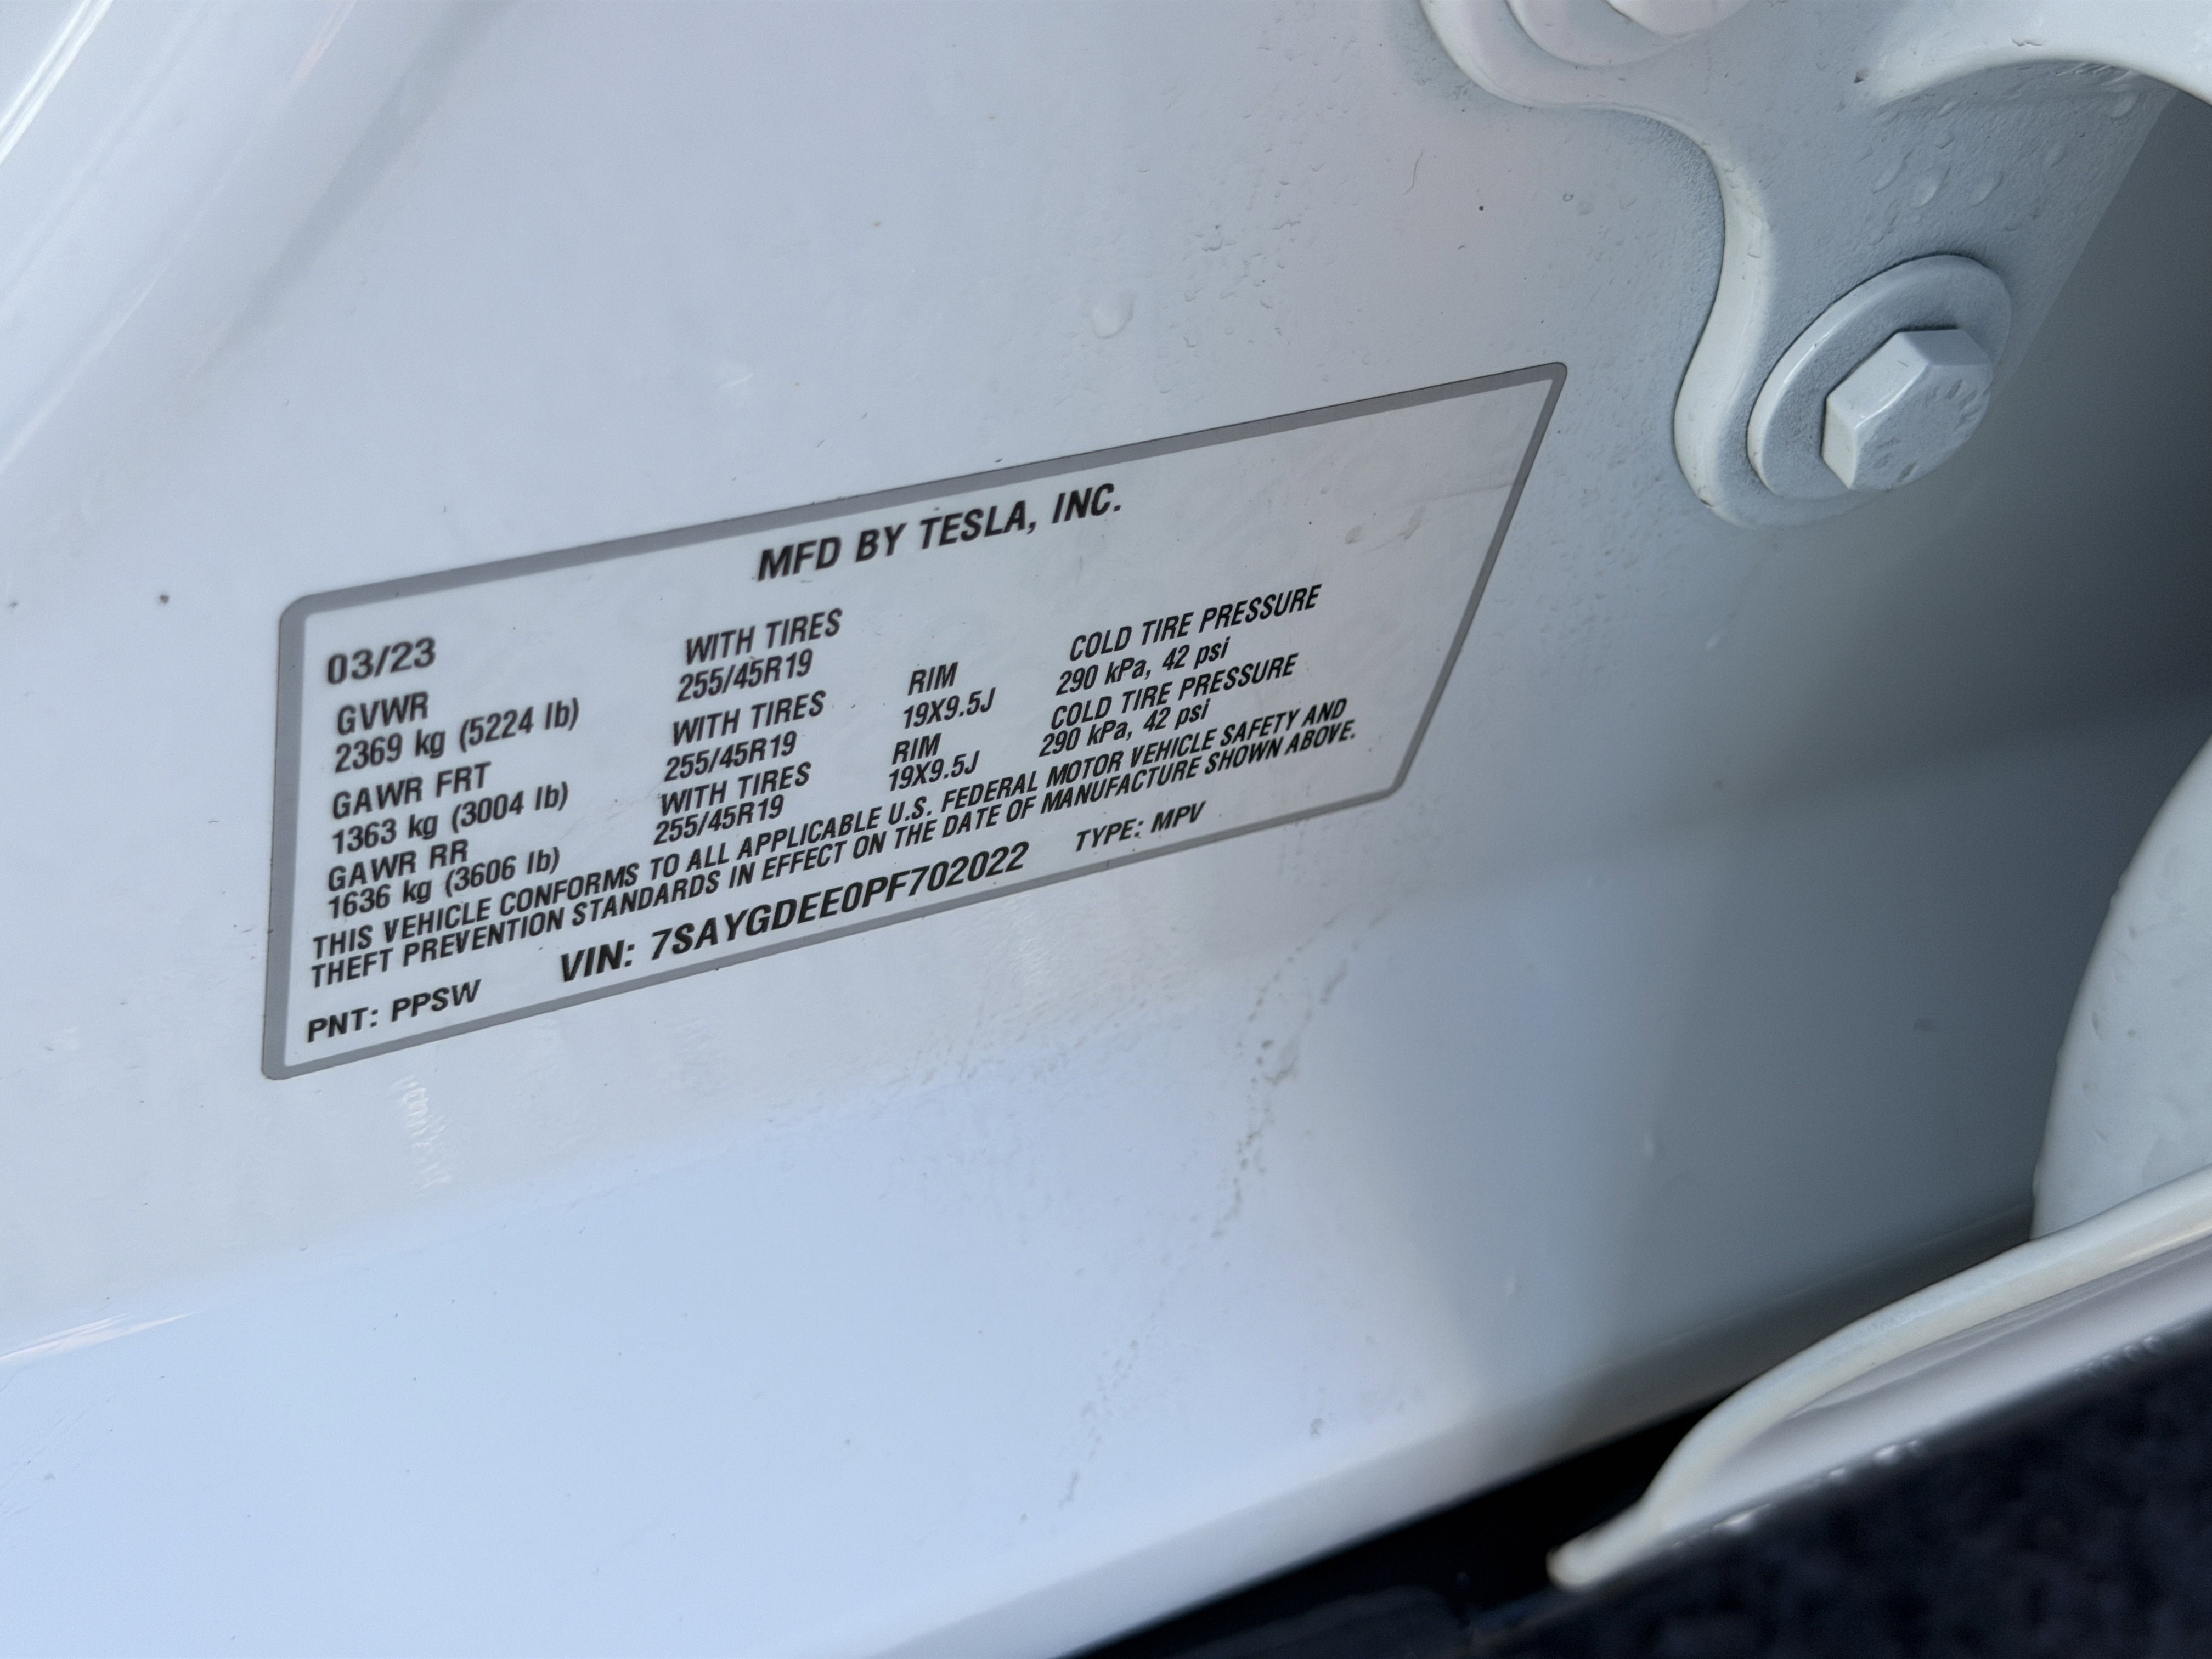 MFD BY TESLA, INC.
03/23
GVWR WITH TIRES
2369 kg (5224 lb) 255/45R19 RIM COLD TIRE PRESSURE
GAWR FRT WITH TIRES 19X9.5J 290 kPa, 42 psi
1363 kg (3004 lb) 255/45R19 RIM COLD TIRE PRESSURE
GAWR RR WITH TIRES 19X9.5J 290 kPa, 42 psi
1636 kg (3606 lb) 255/45R19
THIS VEHICLE CONFORMS TO ALL APPLICABLE U.S. FEDERAL MOTOR VEHICLE SAFETY AND
THEFT PREVENTION STANDARDS IN EFFECT ON THE DATE OF MANUFACTURE SHOWN ABOVE.
PNT: PPSW VIN: 7SAYGDEE0PF702022 TYPE: MPV